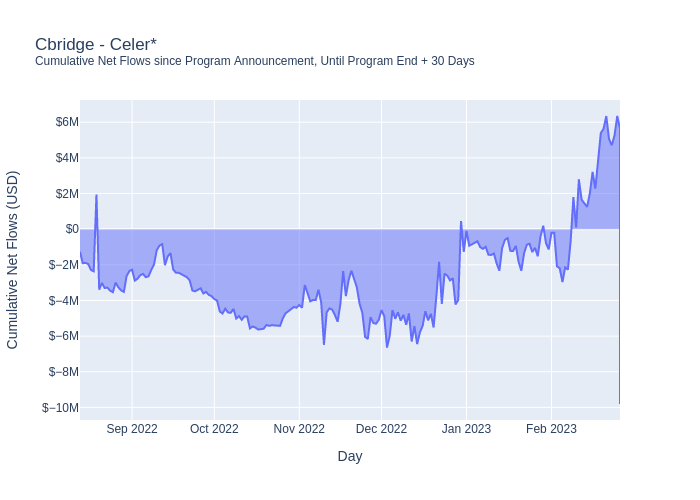 Cbridge - Celer*
Cumulative Net Flows since Program Announcement, Until Program End + 30 Days
Cumulative Net Flows (USD)
$6M
$4M
$2M
$0
$−2M
$−4M
$−6M
$−8M
$−10M
Sep 2022
Oct 2022
Nov 2022
Dec 2022
Jan 2023
Feb 2023
Day